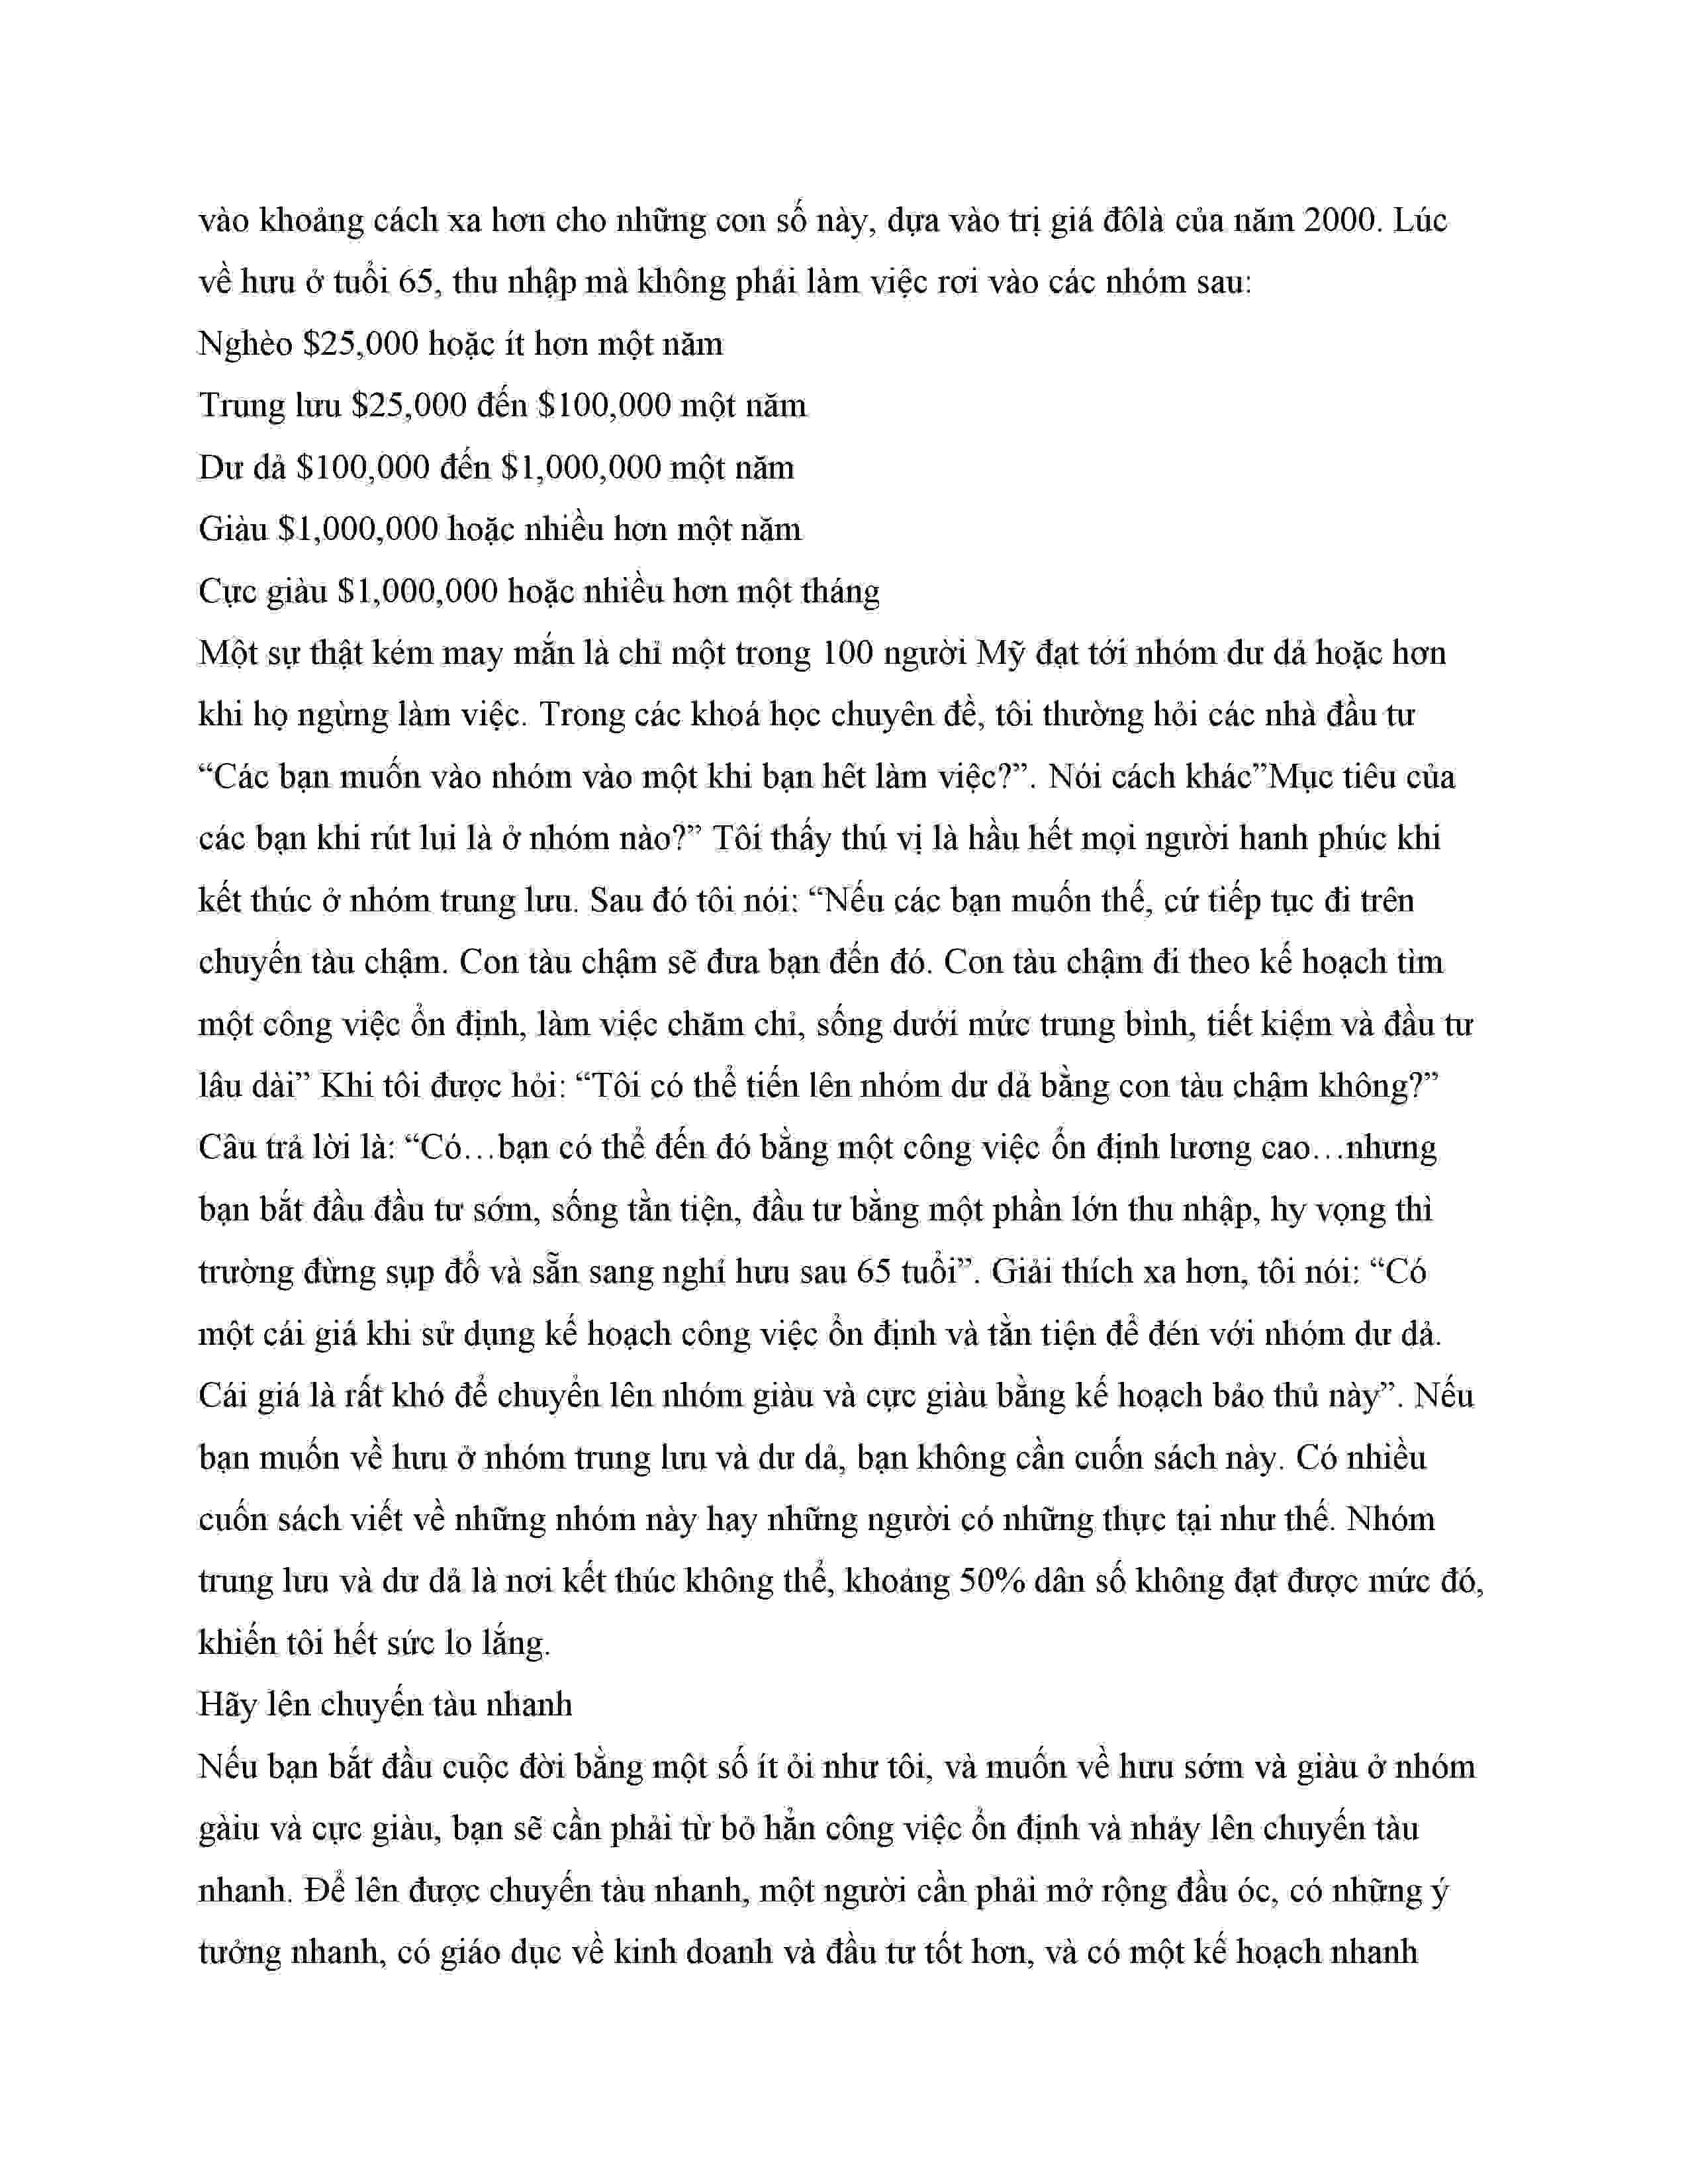 vào khoảng cách xa hơn cho những con số này, dựa vào trị giá đôlà của năm 2000. Lúc
về hưu ở tuổi 65, thu nhập mà không phải làm việc rơi vào các nhóm sau:
Nghèo $25,000 hoặc ít hơn một năm
Trung lưu $25,000 đến $100,000 một năm
Dư dả $100,000 đến $1,000,000 một năm
Giàu $1,000,000 hoặc nhiều hơn một năm
Cực giàu $1,000,000 hoặc nhiều hơn một tháng
Một sự thật kém may mắn là chỉ một trong 100 người Mỹ đạt tới nhóm dư dả hoặc hơn
khi họ ngừng làm việc. Trong các khoá học chuyên đề, tôi thường hỏi các nhà đầu tư
“Các bạn muốn vào nhóm vào một khi bạn hết làm việc?”. Nói cách khác”Mục tiêu của
các bạn khi rút lui là ở nhóm nào?” Tôi thấy thú vị là hầu hết mọi người hanh phúc khi
kết thúc ở nhóm trung lưu. Sau đó tôi nói: “Nếu các bạn muốn thế, cứ tiếp tục đi trên
chuyến tàu chậm. Con tàu chậm sẽ đưa bạn đến đó. Con tàu chậm đi theo kế hoạch tìm
một công việc ổn định, làm việc chăm chỉ, sống dưới mức trung bình, tiết kiệm và đầu tư
lâu dài” Khi tôi được hỏi: “Tôi có thể tiến lên nhóm dư dả bằng con tàu chậm không?”
Câu trả lời là: “Có…bạn có thể đến đó bằng một công việc ổn định lương cao…nhưng
bạn bắt đầu đầu tư sớm, sống tằn tiện, đầu tư bằng một phần lớn thu nhập, hy vọng thì
trường đừng sụp đổ và sẵn sang nghỉ hưu sau 65 tuổi”. Giải thích xa hơn, tôi nói: “Có
một cái giá khi sử dụng kế hoạch công việc ổn định và tằn tiện để đén với nhóm dư dả.
Cái giá là rất khó để chuyển lên nhóm giàu và cực giàu bằng kế hoạch bảo thủ này”. Nếu
bạn muốn về hưu ở nhóm trung lưu và dư dả, bạn không cần cuốn sách này. Có nhiều
cuốn sách viết về những nhóm này hay những người có những thực tại như thế. Nhóm
trung lưu và dư dả là nơi kết thúc không thể, khoảng 50% dân số không đạt được mức đó,
khiến tôi hết sức lo lắng.
Hãy lên chuyến tàu nhanh
Nếu bạn bắt đầu cuộc đời bằng một số ít ỏi như tôi, và muốn về hưu sớm và giàu ở nhóm
gàiu và cực giàu, bạn sẽ cần phải từ bỏ hẳn công việc ổn định và nhảy lên chuyến tàu
nhanh. Để lên được chuyến tàu nhanh, một người cần phải mở rộng đầu óc, có những ý
tưởng nhanh, có giáo dục về kinh doanh và đầu tư tốt hơn, và có một kế hoạch nhanh